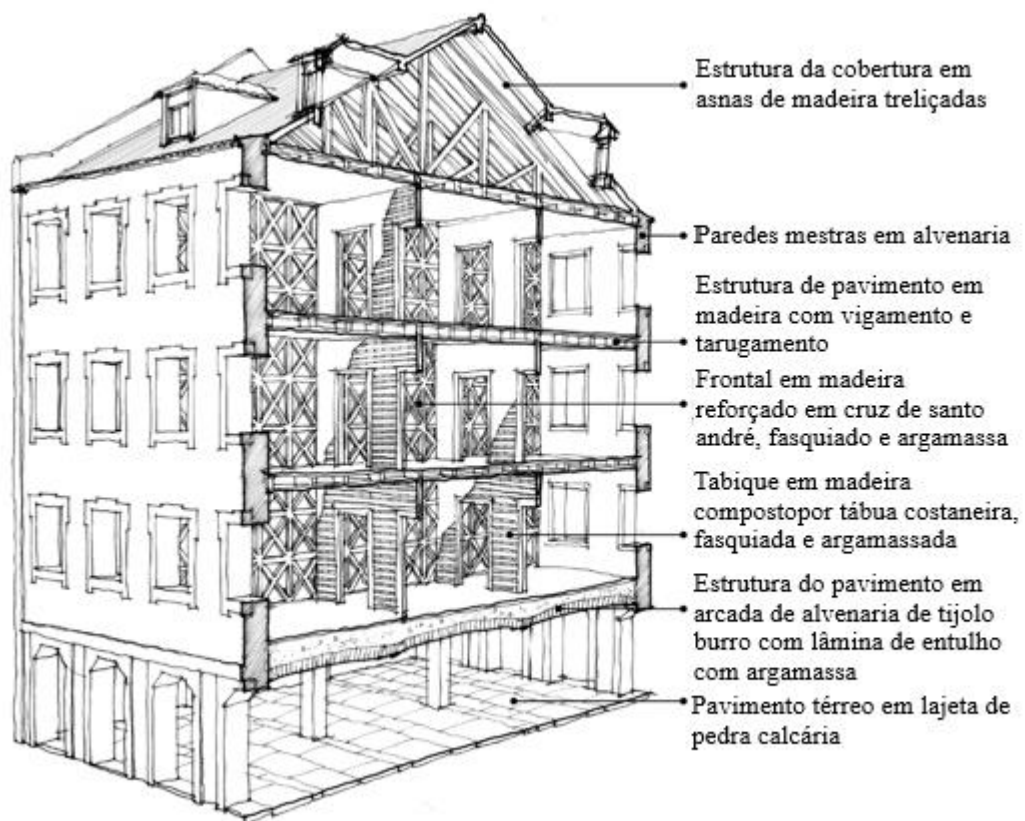 Estrutura da cobertura em
asnas de madeira treliçadas
Paredes mestras em alvenaria
Estrutura de pavimento em
madeira com vigamento e
tarugamento
Frontal em madeira
reforçado em cruz de santo
andré, fasquiado e argamassa
Tabique em madeira
compostopor tábua costaneira,
fasquiada e argamassada
Estrutura do pavimento em
arcada de alvenaria de tijolo
burro com lâmina de entulho
com argamassa
Pavimento térreo em lajeta de
pedra calcária